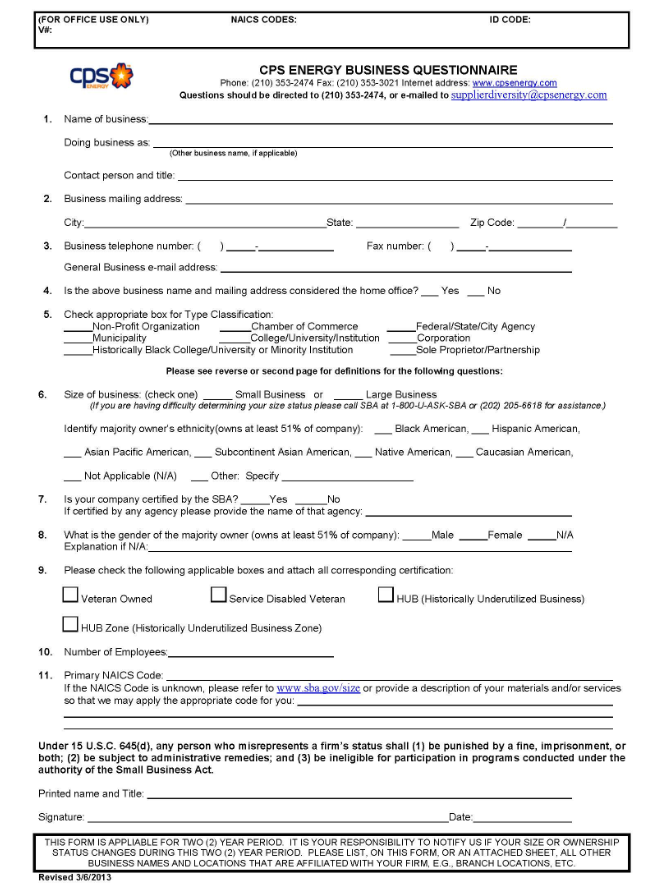 (FOR OFFICE USE ONLY) NAICS CODES: ID CODE:
V#:
cps ENERGY
CPS ENERGY BUSINESS QUESTIONNAIRE
Phone: (210) 353-2474 Fax: (210) 353-3021 Internet address: www.cpsenergy.com
Questions should be directed to (210) 353-2474, or e-mailed to supplierdiversity@cpsenergy.com
1. Name of business:
Doing business as:
(Other business name, if applicable)
Contact person and title:
2. Business mailing address:
City: State: Zip Code: /
3. Business telephone number: ( ) - Fax number: ( ) -
General Business e-mail address:
4. Is the above business name and mailing address considered the home office? ___ Yes ___ No
5. Check appropriate box for Type Classification:
_____Non-Profit Organization _____Chamber of Commerce _____Federal/State/City Agency
_____Municipality _____College/University/Institution _____Corporation
_____Historically Black College/University or Minority Institution _____Sole Proprietor/Partnership
Please see reverse or second page for definitions for the following questions:
6. Size of business: (check one) _____ Small Business or _____ Large Business
(If you are having difficulty determining your size status please call SBA at 1-800-U-ASK-SBA or (202) 205-6618 for assistance.)
Identify majority owner's ethnicity(owns at least 51% of company): ___ Black American, ___ Hispanic American,
___ Asian Pacific American, ___ Subcontinent Asian American, ___ Native American, ___ Caucasian American,
___ Not Applicable (N/A) ___ Other: Specify
7. Is your company certified by the SBA? _____Yes _____No
If certified by any agency please provide the name of that agency:
8. What is the gender of the majority owner (owns at least 51% of company): _____Male _____Female _____N/A
Explanation if N/A:
9. Please check the following applicable boxes and attach all corresponding certification:
Veteran Owned Service Disabled Veteran HUB (Historically Underutilized Business)
HUB Zone (Historically Underutilized Business Zone)
10. Number of Employees:
11. Primary NAICS Code:
If the NAICS Code is unknown, please refer to www.sba.gov/size or provide a description of your materials and/or services
so that we may apply the appropriate code for you:
Under 15 U.S.C. 645(d), any person who misrepresents a firm's status shall (1) be punished by a fine, imprisonment, or
both; (2) be subject to administrative remedies; and (3) be ineligible for participation in programs conducted under the
authority of the Small Business Act.
Printed name and Title:
Signature: Date:
THIS FORM IS APPLIABLE FOR TWO (2) YEAR PERIOD. IT IS YOUR RESPONSIBILITY TO NOTIFY US IF YOUR SIZE OR OWNERSHIP
STATUS CHANGES DURING THIS TWO (2) YEAR PERIOD. PLEASE LIST, ON THIS FORM, OR AN ATTACHED SHEET, ALL OTHER
BUSINESS NAMES AND LOCATIONS THAT ARE AFFILIATED WITH YOUR FIRM, E.G., BRANCH LOCATIONS, ETC.
Revised 3/6/2013